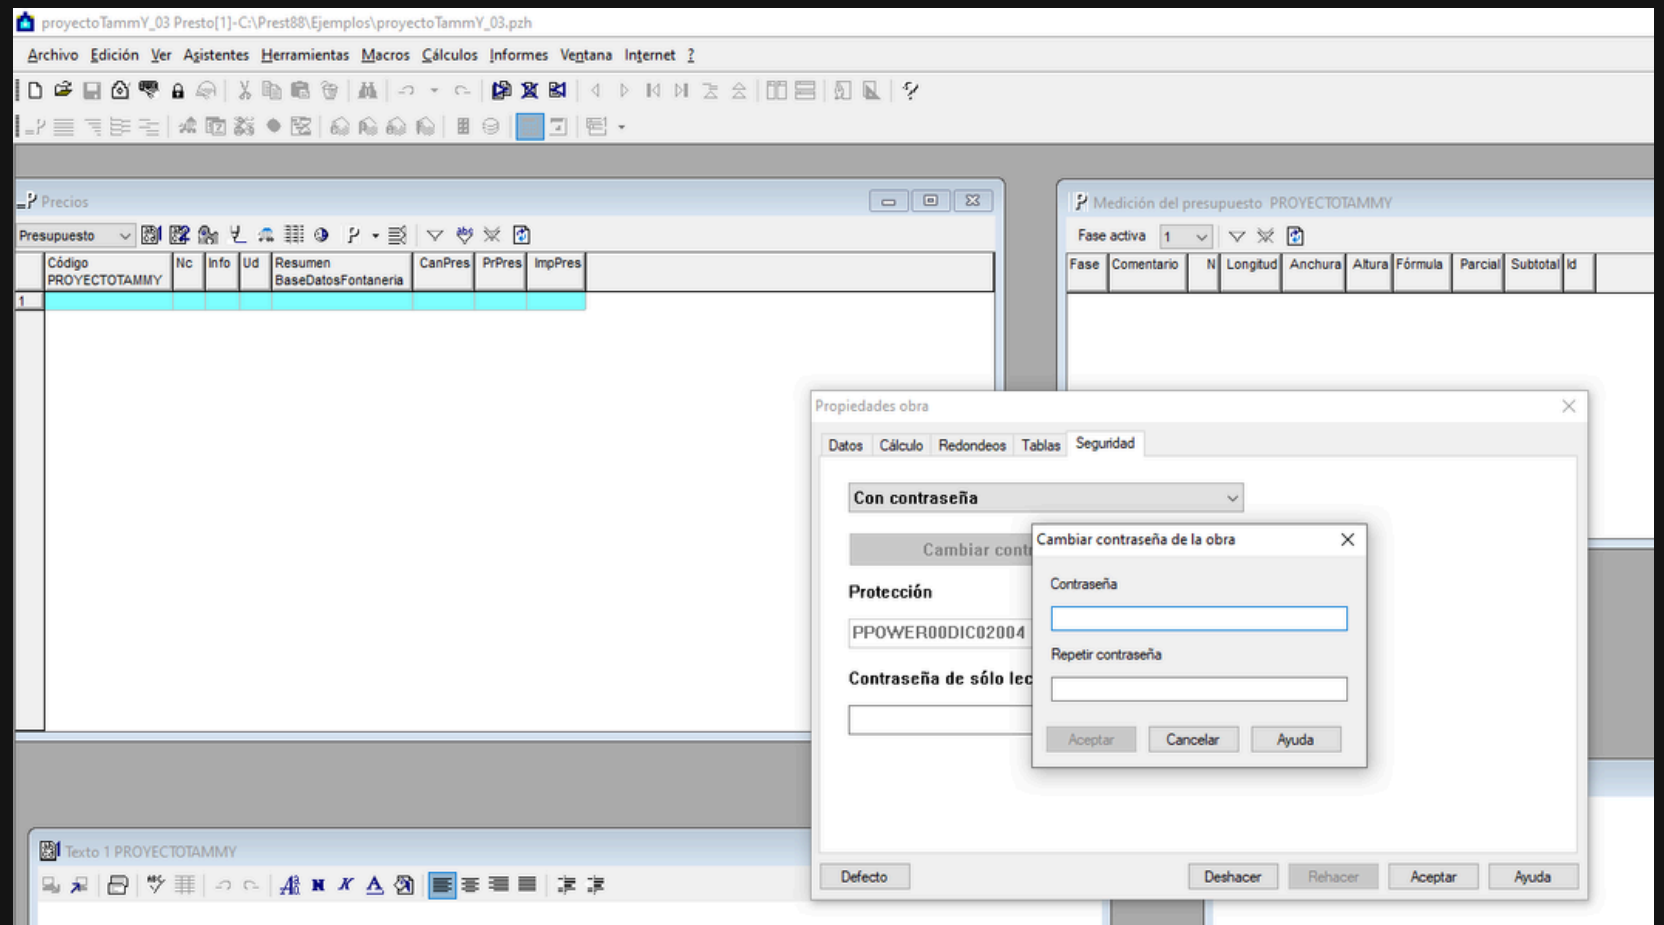 proyectoTammY_03 Presto[1]-C:\Prest88\Ejemplos\proyectoTammY_03.pzh
Archivo Edición Ver Asistentes Herramientas Macros Cálculos Informes Ventana Internet ?
Precios
Presupuesto
Código Nc Info Ud Resumen CanPres PrPres ImpPres
PROYECTOTAMMY BaseDatosFontaneria
1
Medición del presupuesto PROYECTOTAMMY
Fase activa 1
Fase Comentario N Longitud Anchura Altura Fórmula Parcial Subtotal Id
Propiedades obra
Datos Cálculo Redondeos Tablas Seguridad
Con contraseña
Cambiar contr
Protección
PPOWER00DIC02004
Contraseña de sólo lec
Cambiar contraseña de la obra
Contraseña
Repetir contraseña
Aceptar Cancelar Ayuda
Defecto Deshacer Rehacer Aceptar Ayuda
Texto 1 PROYECTOTAMMY